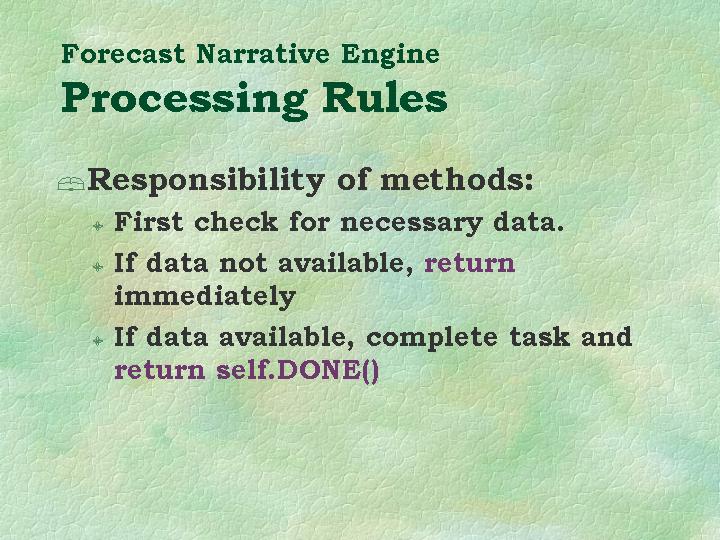 Forecast Narrative Engine
Processing Rules
Responsibility of methods:
First check for necessary data.
If data not available, return
immediately
If data available, complete task and
return self.DONE()